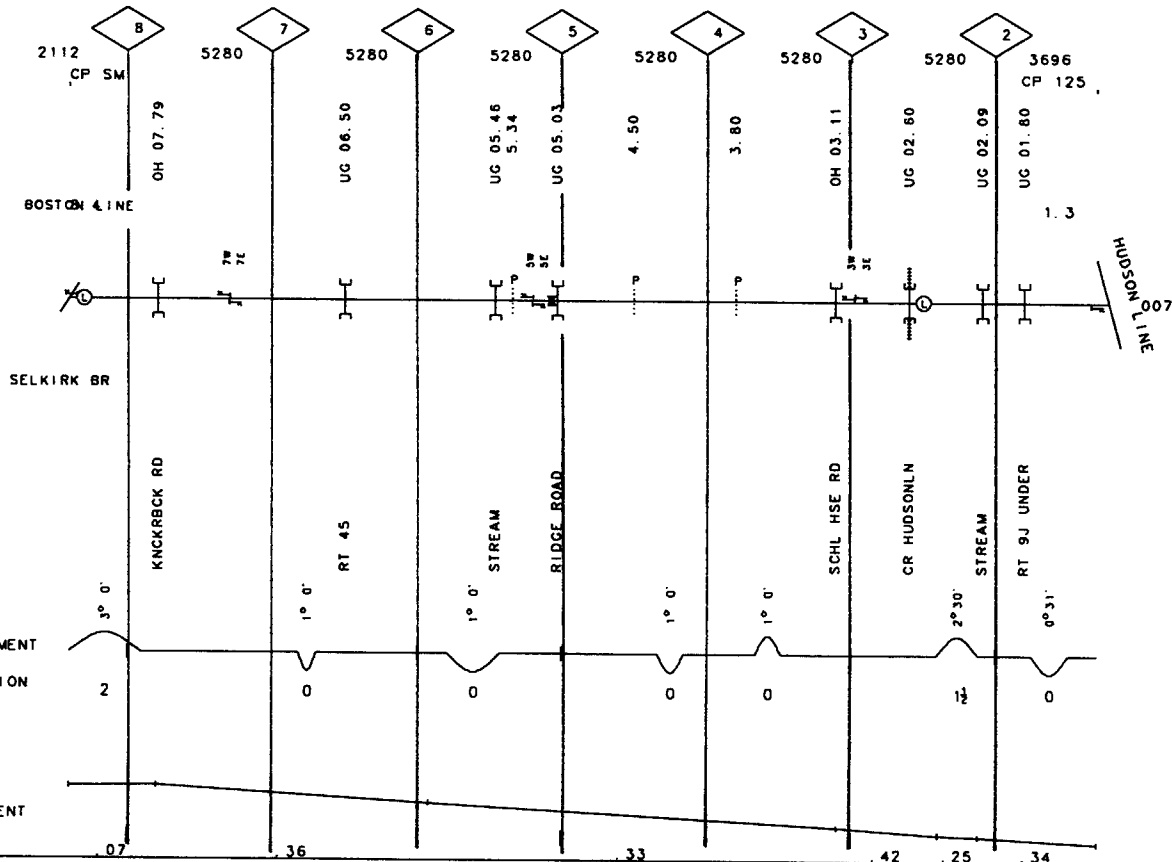 8 7 6 5 4 3 2
2112 5280 5280 5280 5280 5280 5280 3696
CP SM CP 125
OH 07.79
UG 06.50
UG 05.46
5.34
UG 05.03
4.50
3.80
OH 03.11
UG 02.60
UG 02.09
UG 01.80
BOSTON LINE
1.3
7W
7E
5W
5E
3W
3E
P P P
L L
HUDSON LINE
007
SELKIRK BR
KNCKRBCK RD
RT 45
STREAM
RIDGE ROAD
SCHL HSE RD
CR HUDSONLN
STREAM
RT 9J UNDER
3° 0' 1° 0' 1° 0' 1° 0' 1° 0' 2° 30' 0° 31'
MENT
ION 2 0 0 0 0 1½ 0
ENT
.07 .36 .33 .42 .25 .34